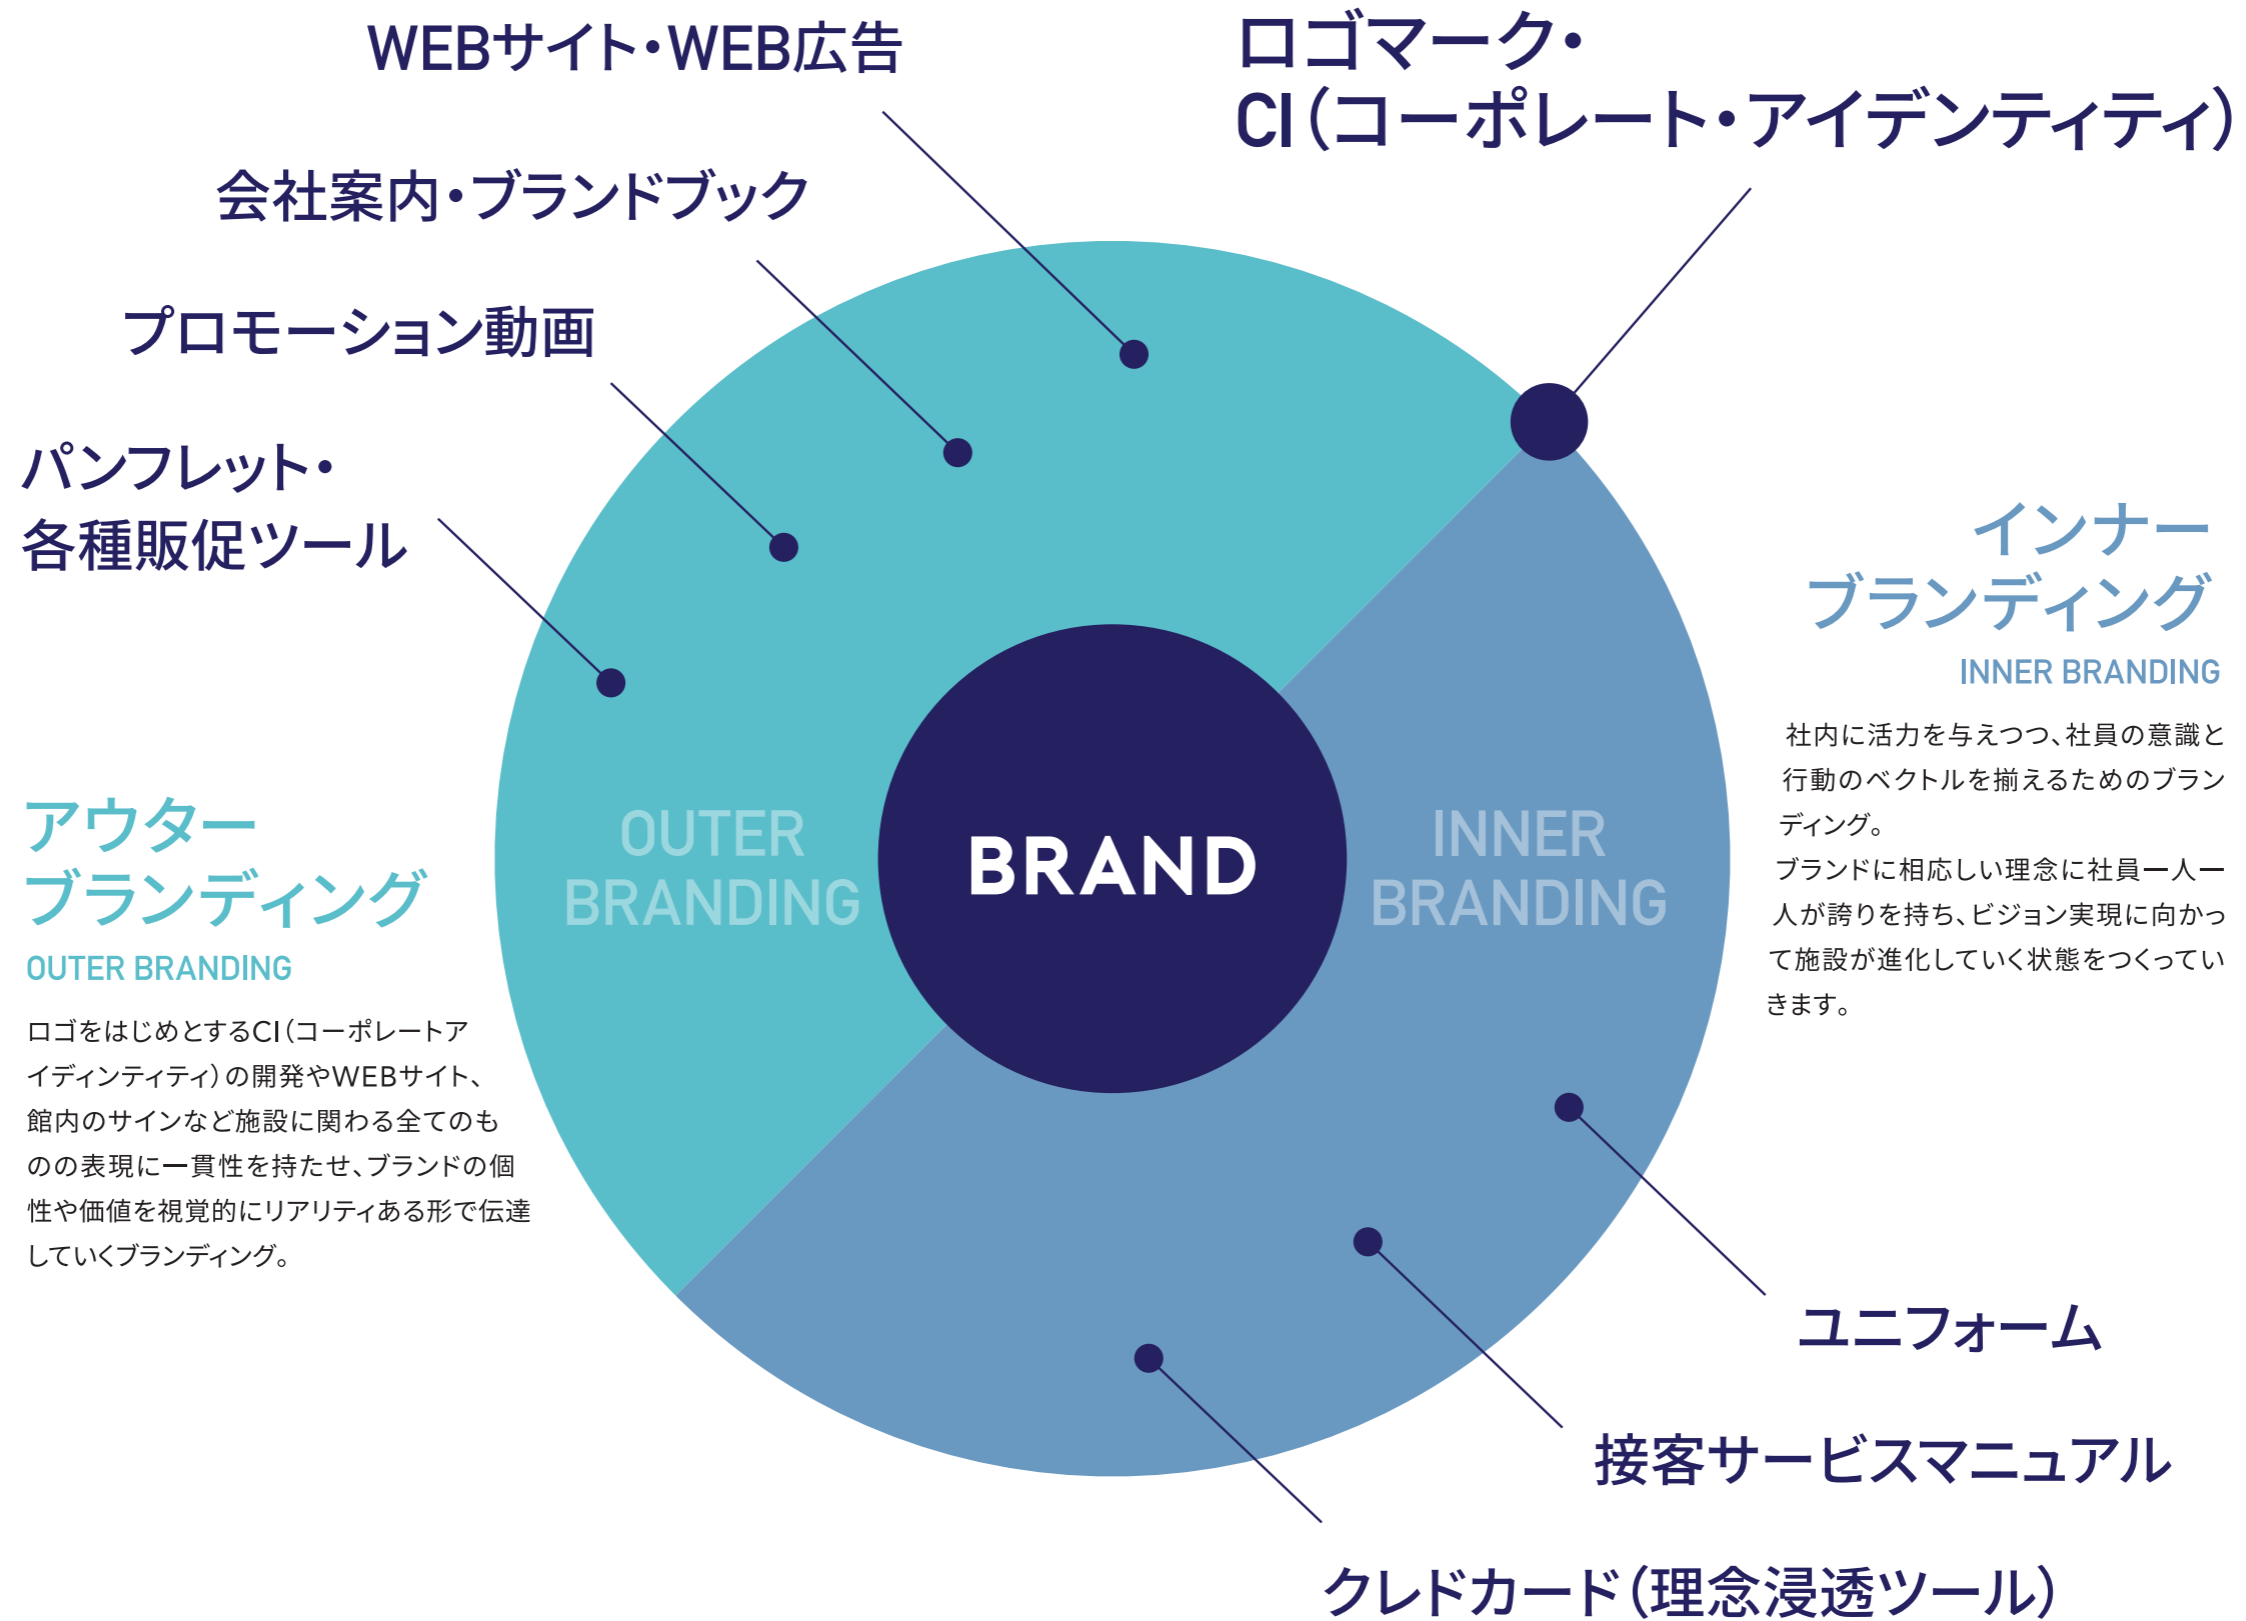 WEBサイト・WEB広告
ロゴマーク・
CI（コーポレート・アイデンティティ）
会社案内・ブランドブック
プロモーション動画
パンフレット・
各種販促ツール
インナー
ブランディング
INNER BRANDING
社内に活力を与えつつ、社員の意識と
行動のベクトルを揃えるためのブラン
ディング。
ブランドに相応しい理念に社員一人一
人が誇りを持ち、ビジョン実現に向かっ
て施設が進化していく状態をつくってい
きます。
OUTER
BRANDING
BRAND
INNER
BRANDING
アウター
ブランディング
OUTER BRANDING
ロゴをはじめとするCI（コーポレートア
イディンティティ）の開発やWEBサイト、
館内のサインなど施設に関わる全てのも
のの表現に一貫性を持たせ、ブランドの個
性や価値を視覚的にリアリティある形で伝達
していくブランディング。
ユニフォーム
接客サービスマニュアル
クレドカード（理念浸透ツール）